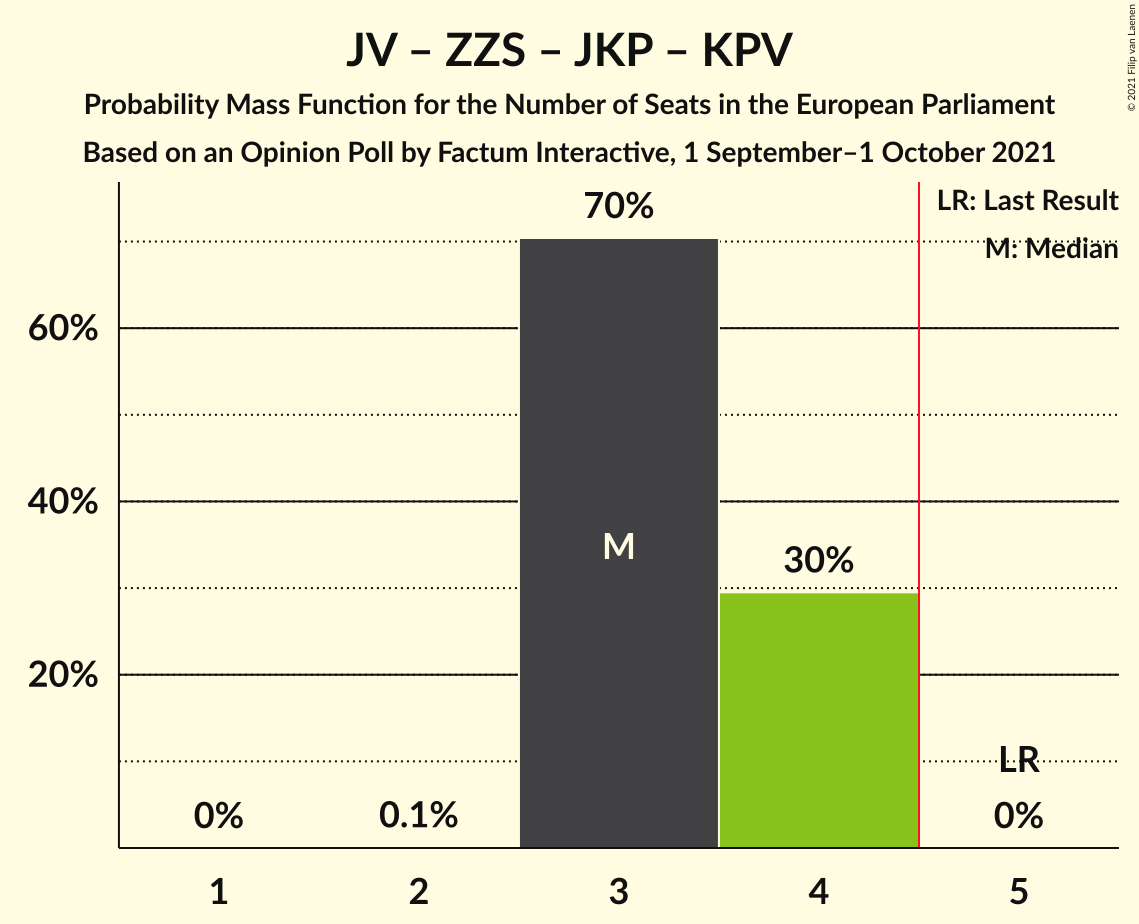 JV – ZZS – JKP – KPV
Probability Mass Function for the Number of Seats in the European Parliament
Based on an Opinion Poll by Factum Interactive, 1 September–1 October 2021
© 2021 Filip van Laenen
LR: Last Result
M: Median
70%
60%
40%
20%
M
30%
LR
0%
0.1%
0%
1
2
3
4
5